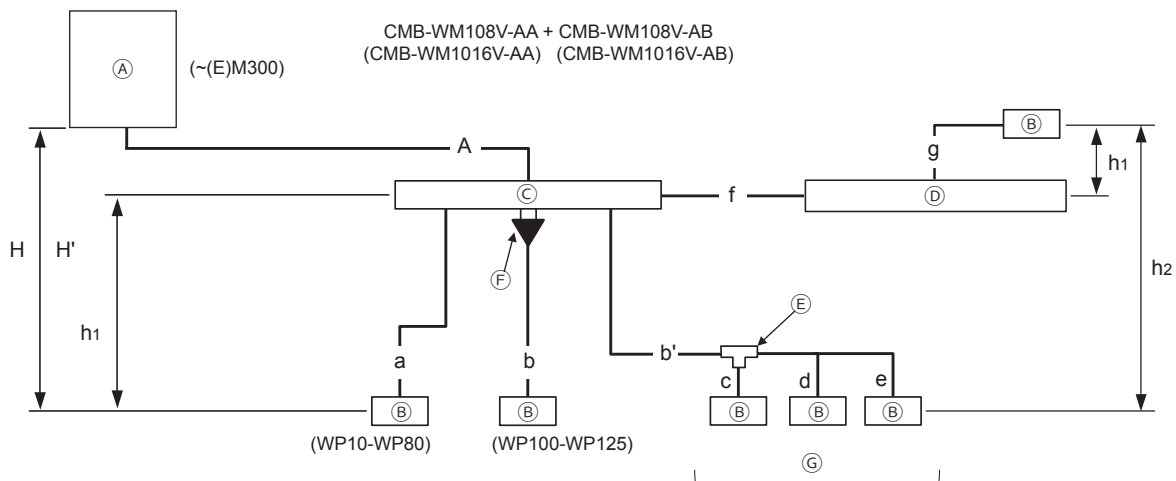 CMB-WM108V-AA + CMB-WM108V-AB
(CMB-WM1016V-AA) (CMB-WM1016V-AB)
Ⓐ
(~(E)M300)
A
Ⓑ
g
h1
Ⓒ
f
Ⓓ
H
H'
h1
Ⓕ
h2
Ⓔ
a
b
b'
c
d
e
Ⓑ
Ⓑ
Ⓑ
Ⓑ
Ⓑ
(WP10-WP80)
(WP100-WP125)
Ⓖ